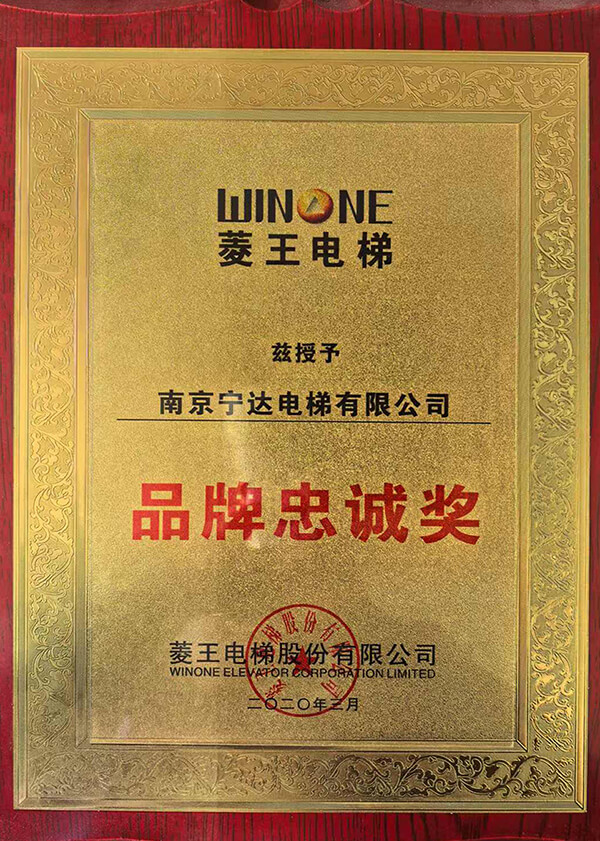 WINONE
菱王电梯
兹授予
南京宁达电梯有限公司
品牌忠诚奖
菱王电梯股份有限公司
WINONE ELEVATOR CORPORATION LIMITED
二〇二〇年三月